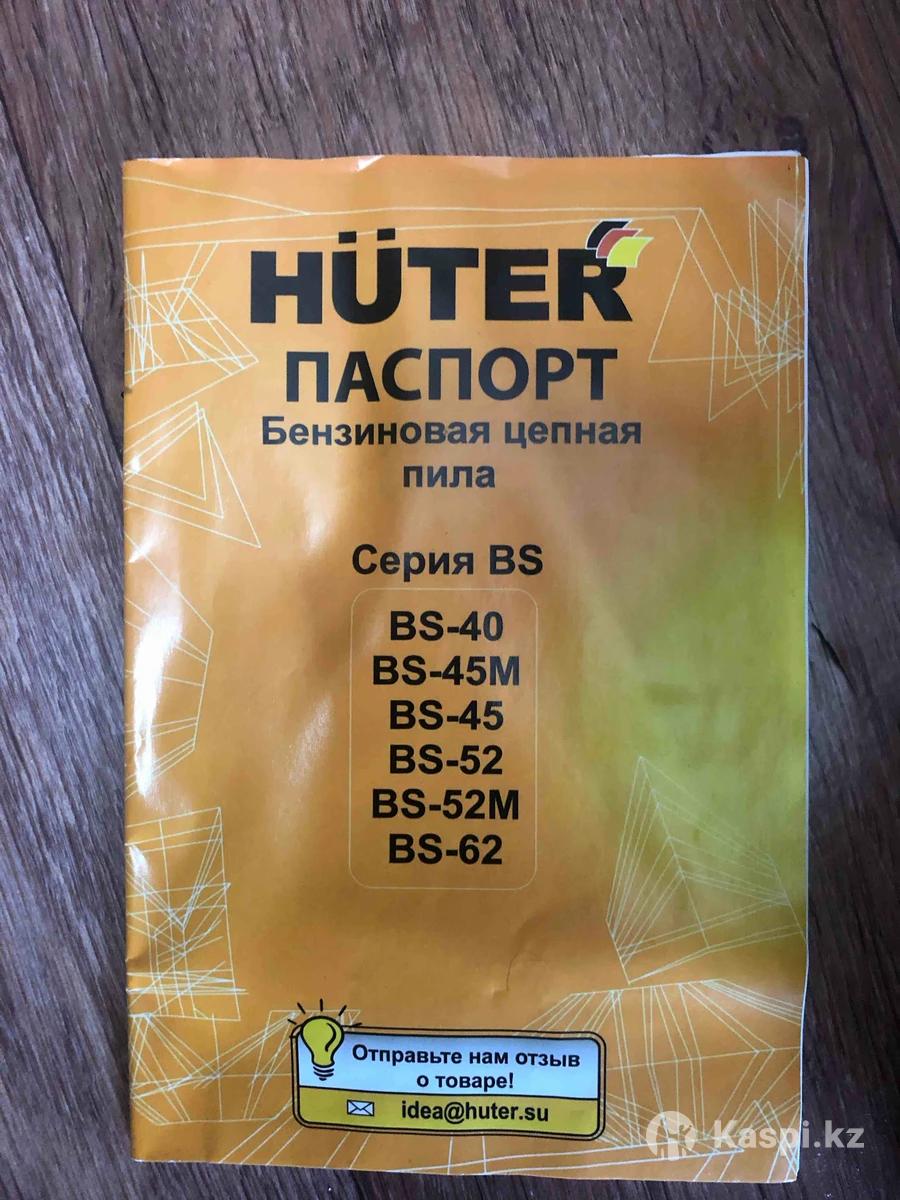 HÜTER
ПАСПОРТ
Бензиновая цепная
пила
Серия BS
BS-40
BS-45M
BS-45
BS-52
BS-52M
BS-62
Отправьте нам отзыв
о товаре!
idea@huter.su
Kaspi.kz